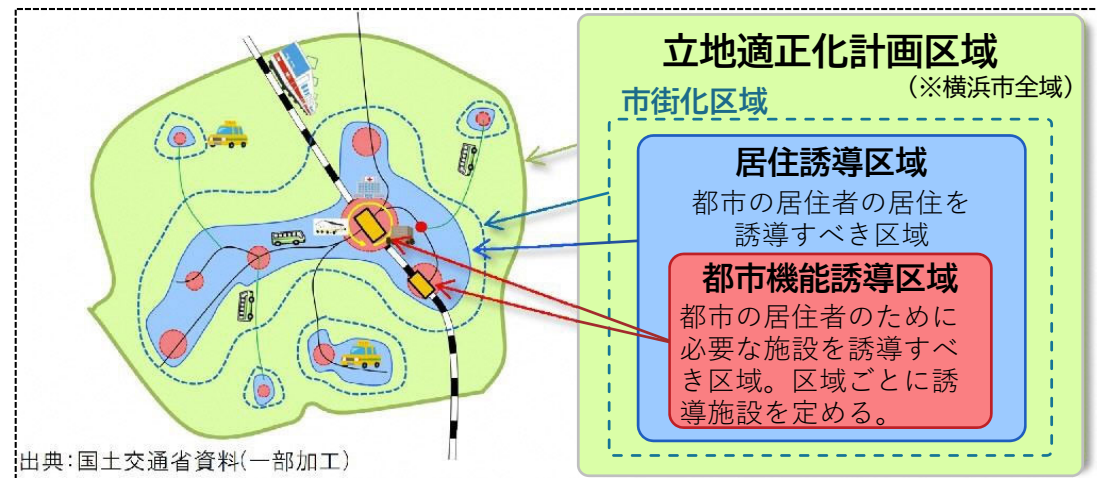 立地適正化計画区域
(※横浜市全域)
市街化区域
居住誘導区域
都市の居住者の居住を
誘導すべき区域
都市機能誘導区域
都市の居住者のために
必要な施設を誘導すべ
き区域。区域ごとに誘
導施設を定める。
出典:国土交通省資料(一部加工)